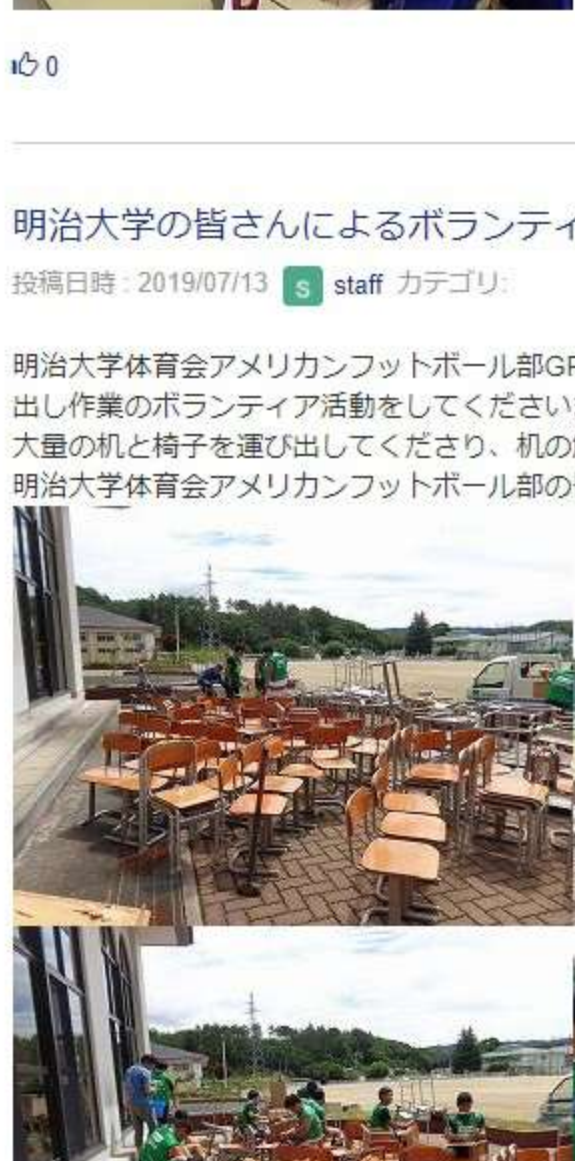 0
明治大学の皆さんによるボランティ
投稿日時 : 2019/07/13 s staff カテゴリ:
明治大学体育会アメリカンフットボール部G
出し作業のボランティア活動をしてください
大量の机と椅子を運び出してくださり、机の
明治大学体育会アメリカンフットボール部の